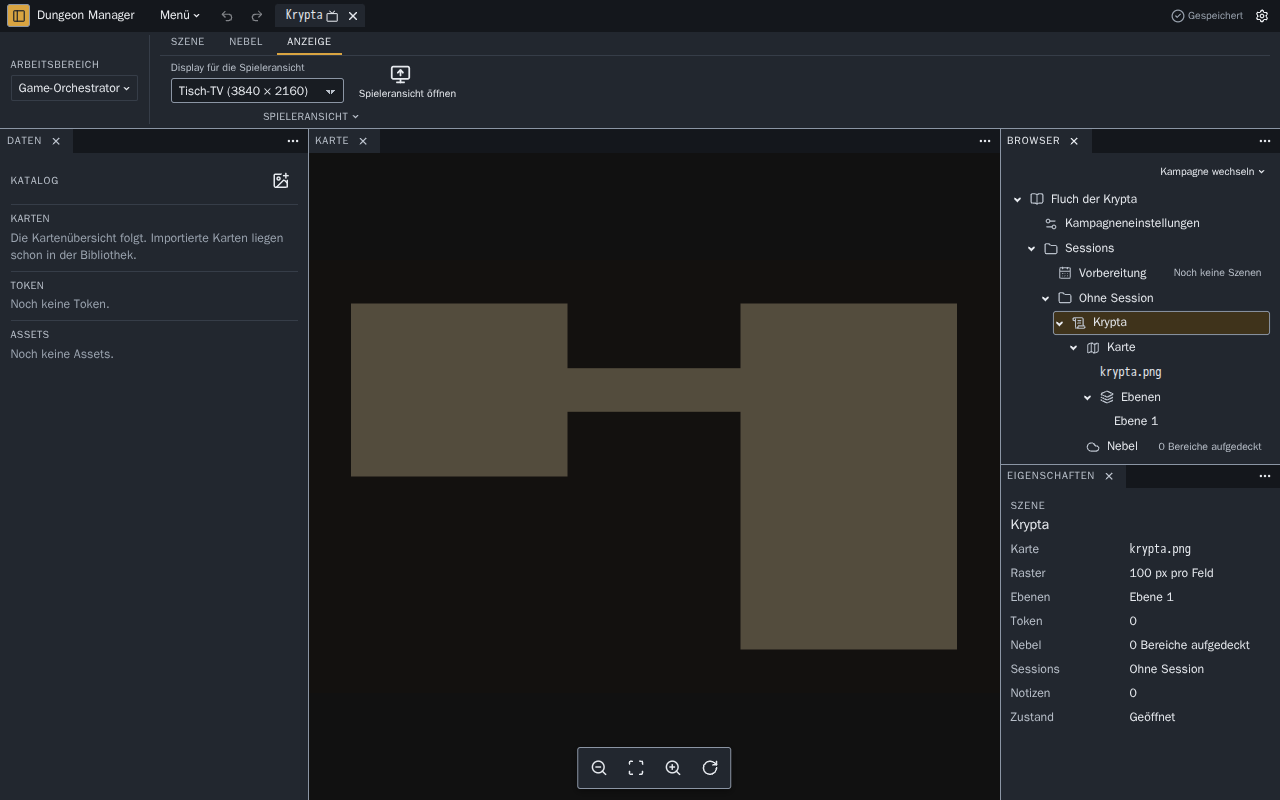 Dungeon Manager
Menü
Krypta
Gespeichert
ARBEITSBEREICH
Game-Orchestrator
SZENE
NEBEL
ANZEIGE
Display für die Spieleransicht
Tisch-TV (3840 × 2160)
Spieleransicht öffnen
SPIELERANSICHT
DATEN
KATALOG
KARTEN
Die Kartenübersicht folgt. Importierte Karten liegen
schon in der Bibliothek.
TOKEN
Noch keine Token.
ASSETS
Noch keine Assets.
KARTE
BROWSER
Kampagne wechseln
Fluch der Krypta
Kampagneneinstellungen
Sessions
Vorbereitung Noch keine Szenen
Ohne Session
Krypta
Karte
krypta.png
Ebenen
Ebene 1
Nebel 0 Bereiche aufgedeckt
EIGENSCHAFTEN
SZENE
Krypta
Karte krypta.png
Raster 100 px pro Feld
Ebenen Ebene 1
Token 0
Nebel 0 Bereiche aufgedeckt
Sessions Ohne Session
Notizen 0
Zustand Geöffnet